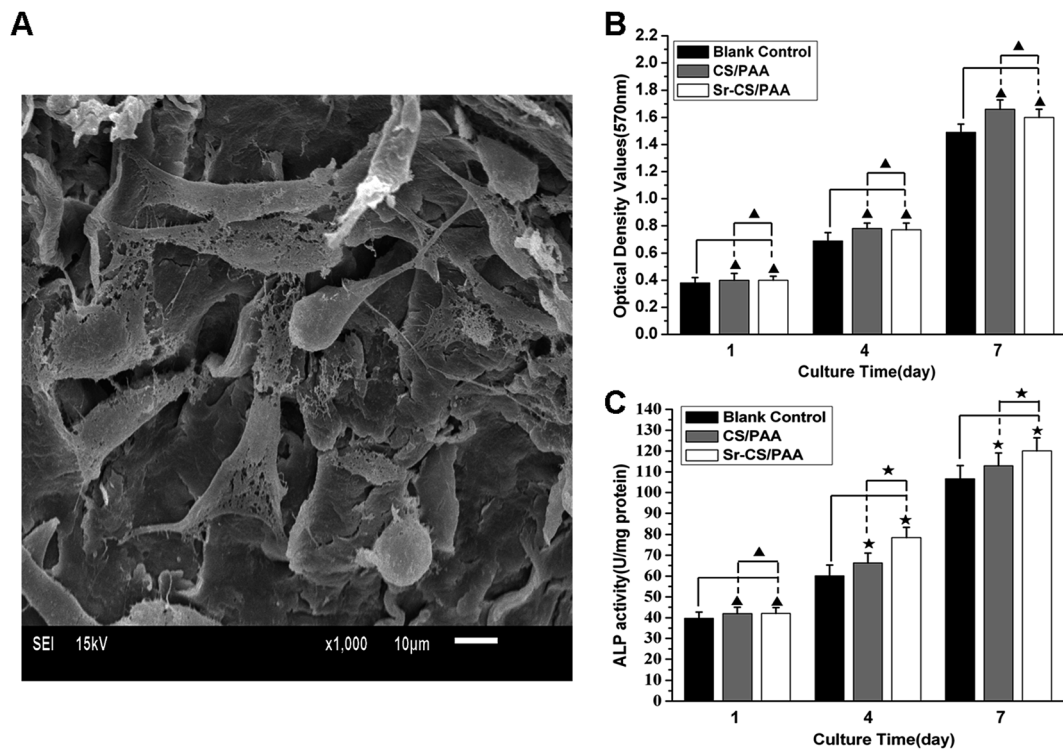 A
SEI 15kV x1,000 10μm
B
Optical Density Values(570nm)
2.2
2.0
1.8
1.6
1.4
1.2
1.0
0.8
0.6
0.4
0.2
0.0
Blank Control
CS/PAA
Sr-CS/PAA
1 4 7
Culture Time(day)
C
ALP activity(U/mg protein)
140
130
120
110
100
90
80
70
60
50
40
30
20
10
0
Blank Control
CS/PAA
Sr-CS/PAA
1 4 7
Culture Time(day)